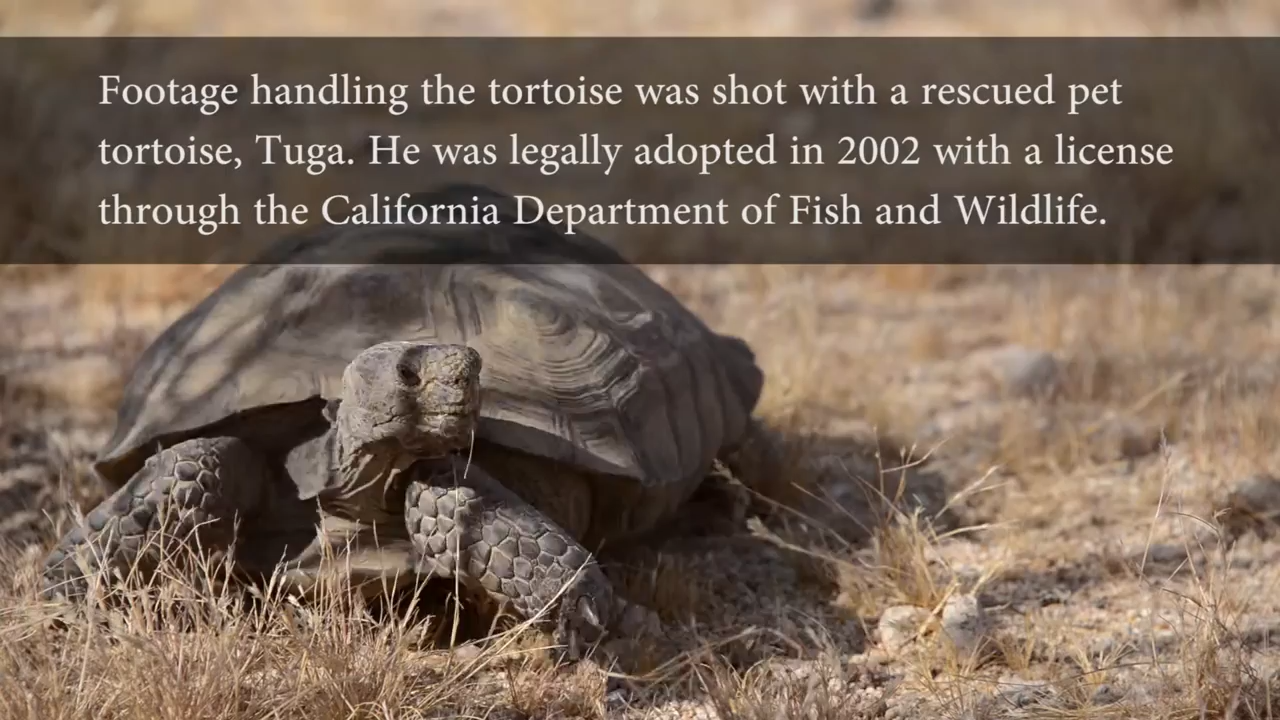 Footage handling the tortoise was shot with a rescued pet
tortoise, Tuga. He was legally adopted in 2002 with a license
through the California Department of Fish and Wildlife.